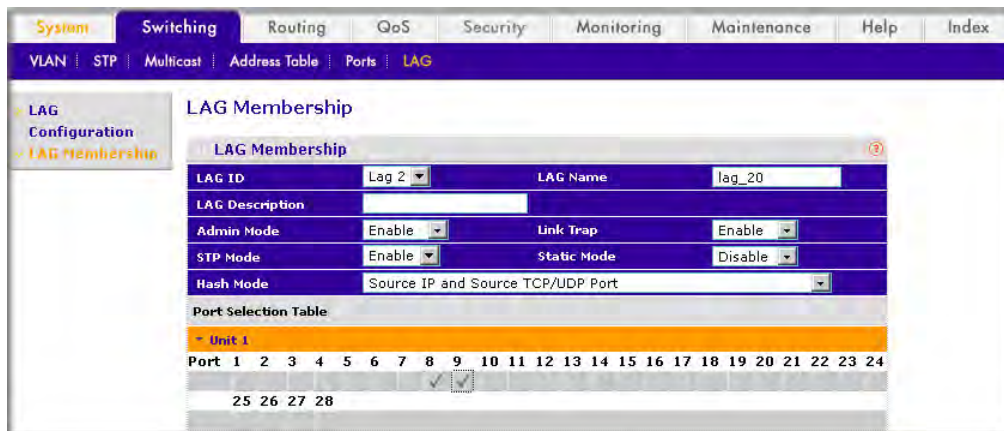 System Switching Routing QoS Security Monitoring Maintenance Help Index
VLAN STP Multicast Address Table Ports LAG
LAG Configuration
LAG Membership
LAG Membership
LAG Membership
LAG ID Lag 2 LAG Name lag_20
LAG Description
Admin Mode Enable Link Trap Enable
STP Mode Enable Static Mode Disable
Hash Mode Source IP and Source TCP/UDP Port
Port Selection Table
Unit 1
Port 1 2 3 4 5 6 7 8 9 10 11 12 13 14 15 16 17 18 19 20 21 22 23 24
25 26 27 28